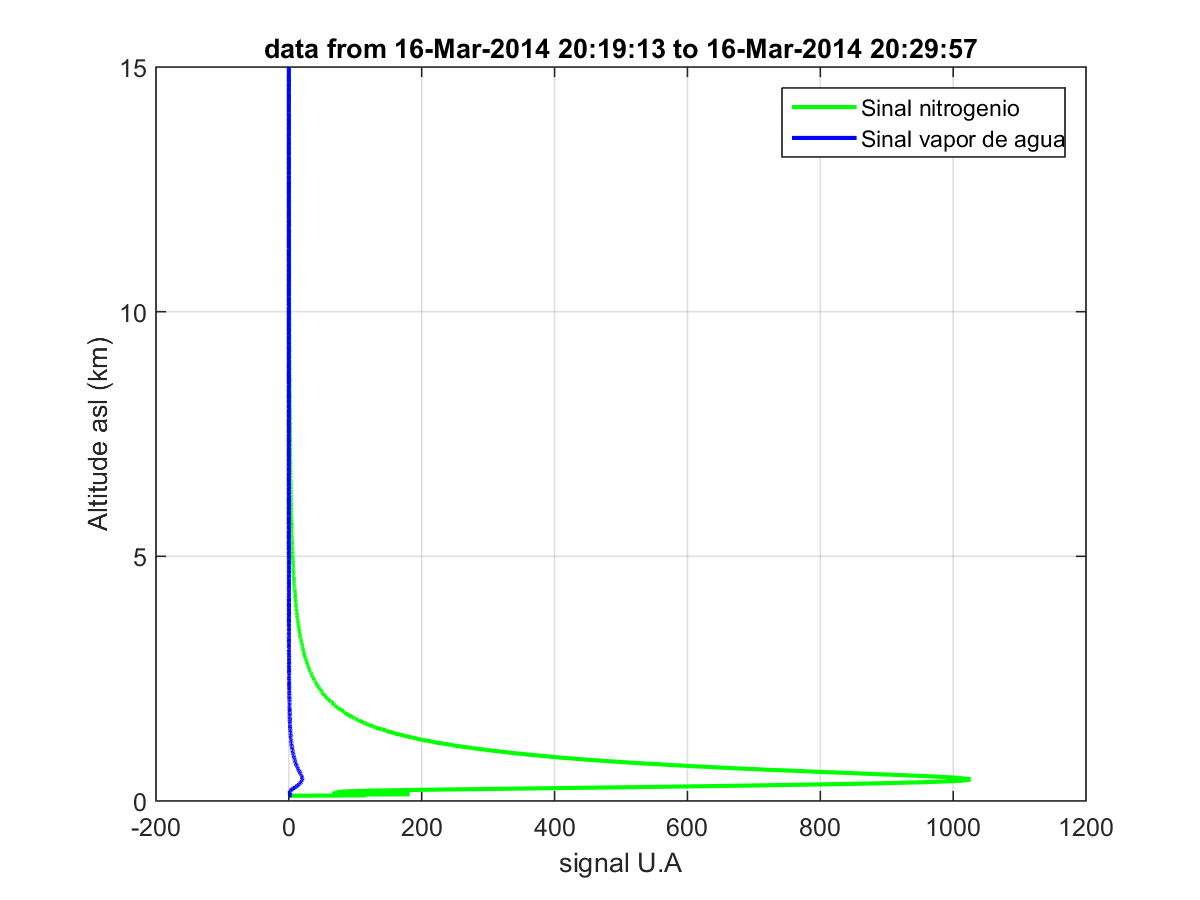 data from 16-Mar-2014 20:19:13 to 16-Mar-2014 20:29:57
Sinal nitrogenio
Sinal vapor de agua
15
10
5
0
Altitude asl (km)
-200 0 200 400 600 800 1000 1200
signal U.A